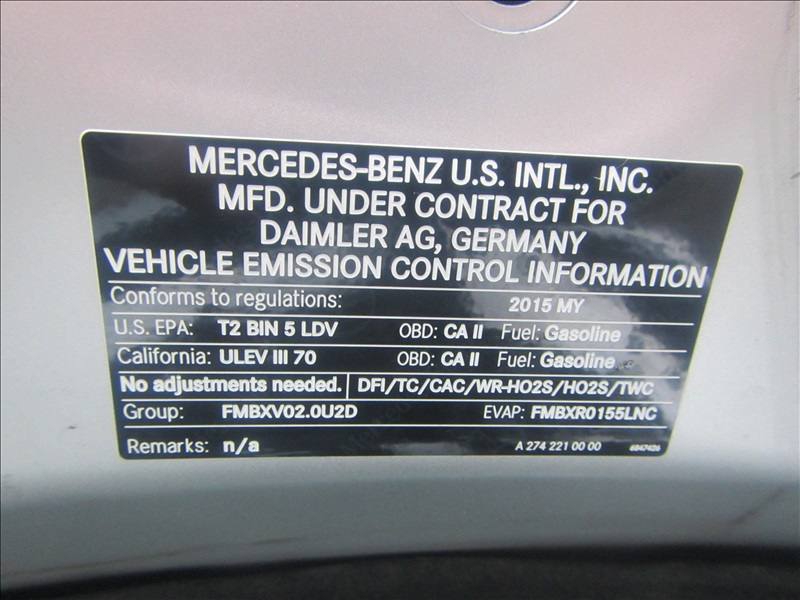 MERCEDES-BENZ U.S. INTL., INC.
MFD. UNDER CONTRACT FOR
DAIMLER AG, GERMANY
VEHICLE EMISSION CONTROL INFORMATION
Conforms to regulations: 2015 MY
U.S. EPA: T2 BIN 5 LDV OBD: CA II Fuel: Gasoline
California: ULEV III 70 OBD: CA II Fuel: Gasoline
No adjustments needed. DFI/TC/CAC/WR-HO2S/HO2S/TWC
Group: FMBXV02.0U2D EVAP: FMBXR0155LNC
Remarks: n/a A 274 221 00 00 6847426